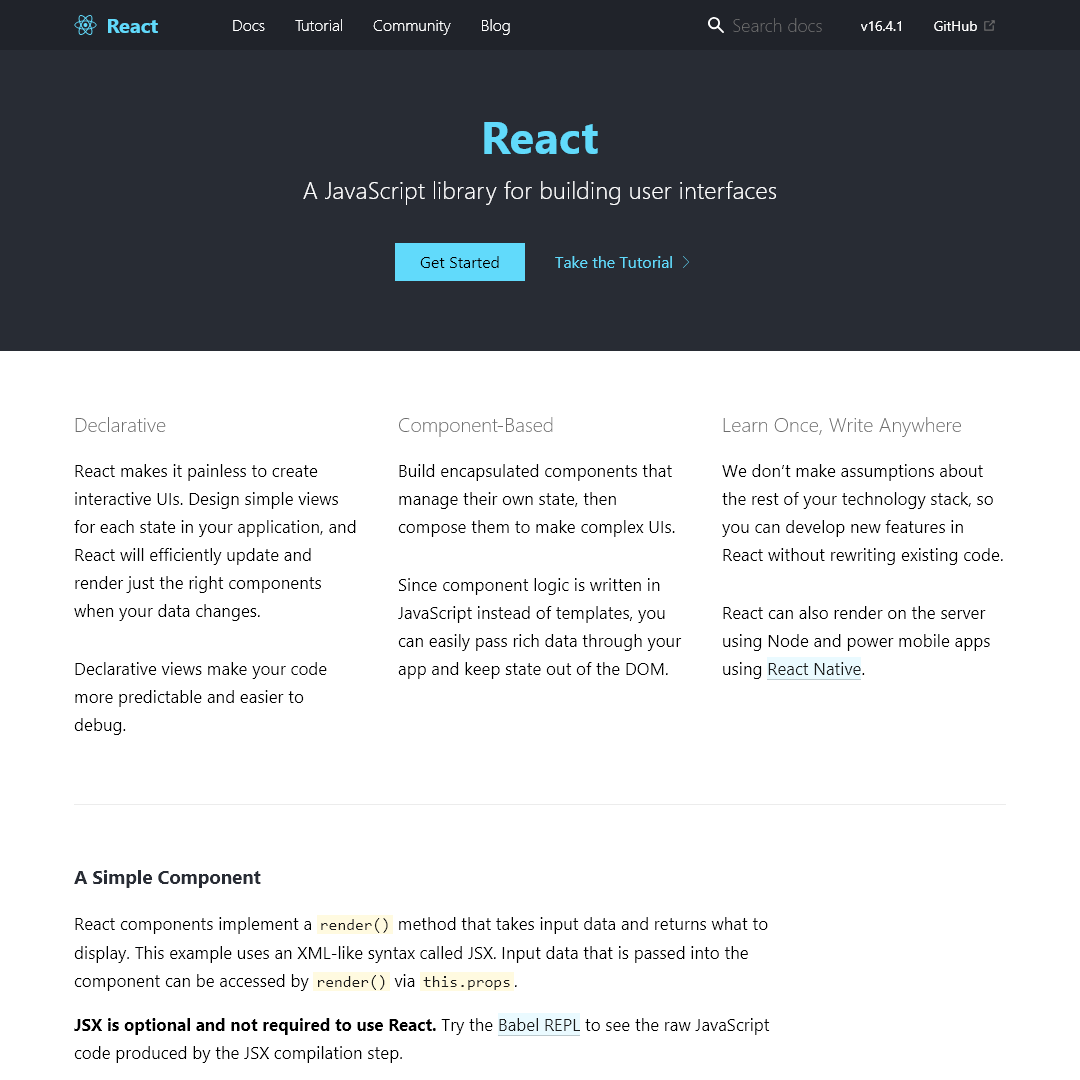 React Docs Tutorial Community Blog Search docs v16.4.1 GitHub
React
A JavaScript library for building user interfaces
Get Started Take the Tutorial
Declarative
React makes it painless to create
interactive UIs. Design simple views
for each state in your application, and
React will efficiently update and
render just the right components
when your data changes.
Declarative views make your code
more predictable and easier to
debug.
Component-Based
Build encapsulated components that
manage their own state, then
compose them to make complex UIs.
Since component logic is written in
JavaScript instead of templates, you
can easily pass rich data through your
app and keep state out of the DOM.
Learn Once, Write Anywhere
We don’t make assumptions about
the rest of your technology stack, so
you can develop new features in
React without rewriting existing code.
React can also render on the server
using Node and power mobile apps
using React Native.
A Simple Component
React components implement a render() method that takes input data and returns what to
display. This example uses an XML-like syntax called JSX. Input data that is passed into the
component can be accessed by render() via this.props.
JSX is optional and not required to use React. Try the Babel REPL to see the raw JavaScript
code produced by the JSX compilation step.